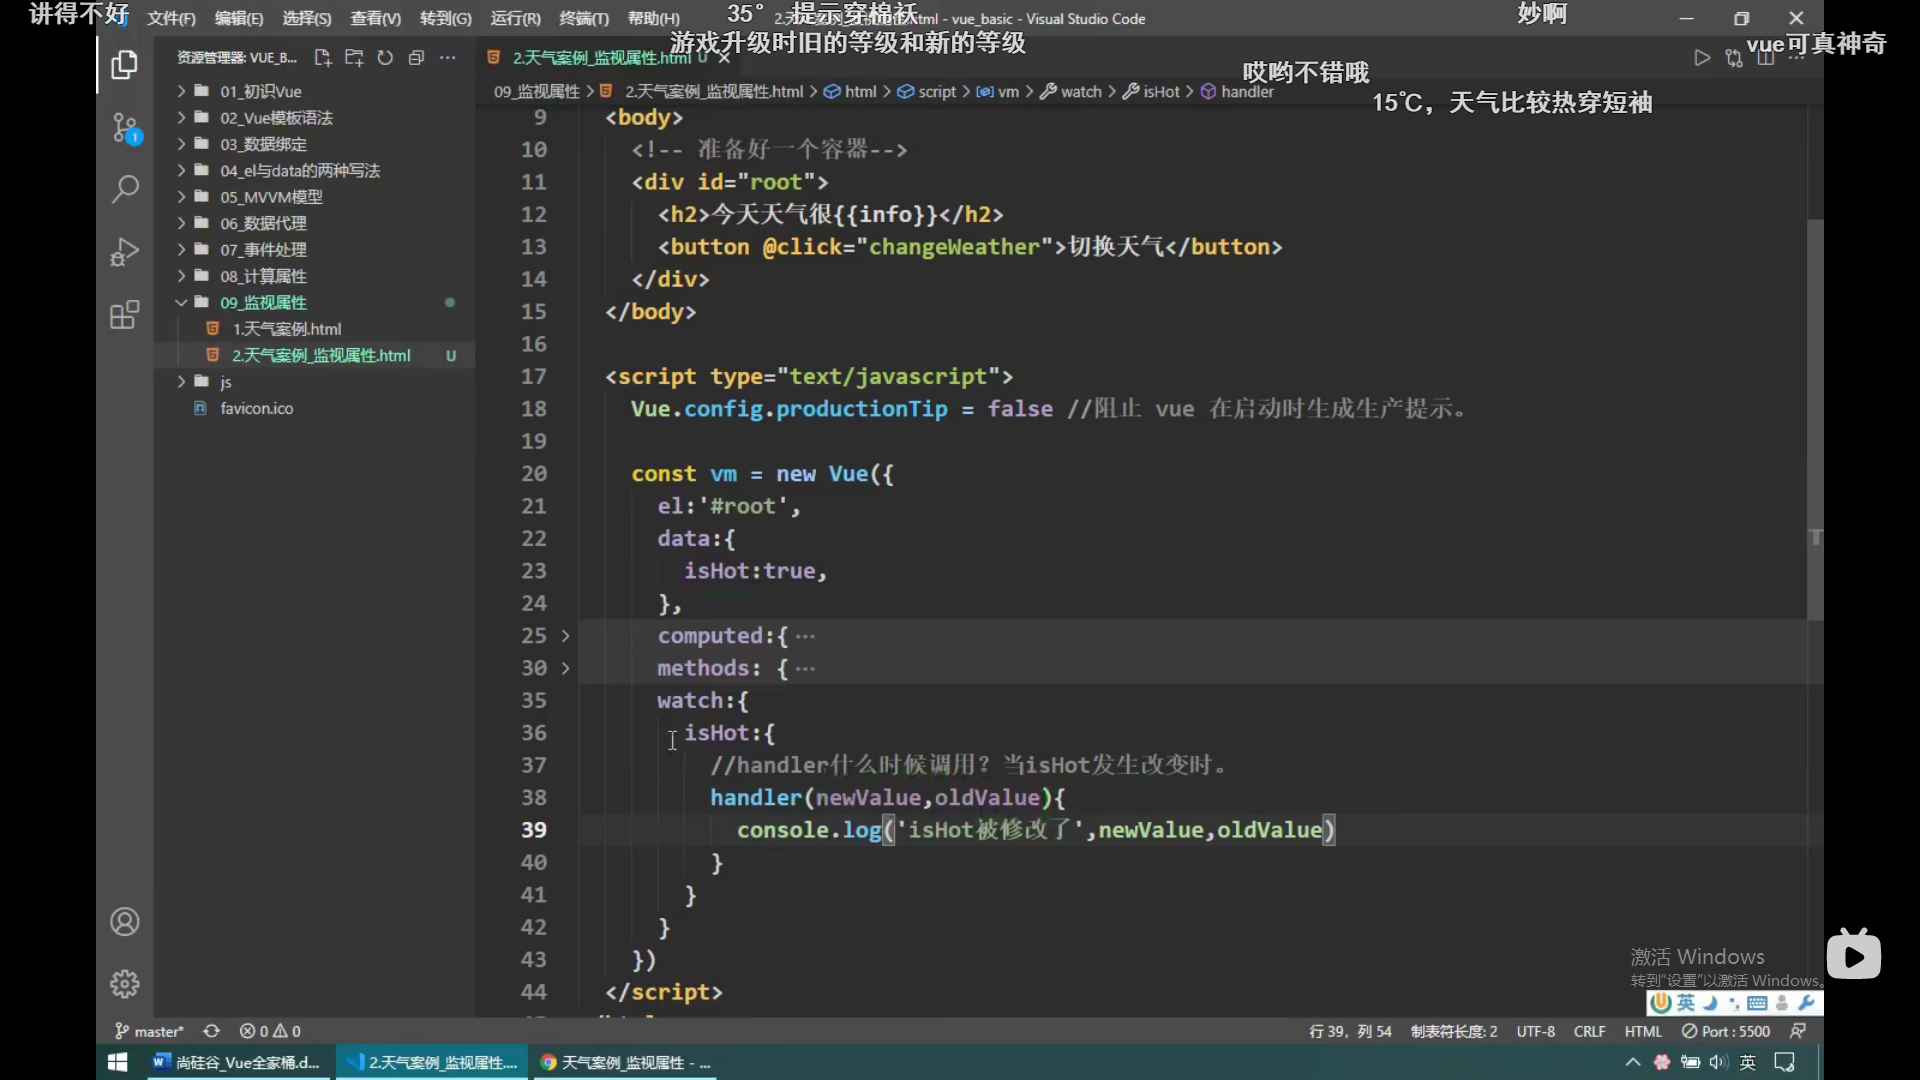 讲得不好
35° 提示穿棉袄
妙啊
游戏升级时旧的等级和新的等级
vue可真神奇
哎哟不错哦
15℃，天气比较热穿短袖
文件(F) 编辑(E) 选择(S) 查看(V) 转到(G) 运行(R) 终端(T) 帮助(H)
- vue_basic - Visual Studio Code
资源管理器: VUE_B...
2.天气案例_监视属性.html U
09_监视属性 > 2.天气案例_监视属性.html > html > script > vm > watch > isHot > handler
01_初识Vue
02_Vue模板语法
03_数据绑定
04_el与data的两种写法
05_MVVM模型
06_数据代理
07_事件处理
08_计算属性
09_监视属性
1.天气案例.html
2.天气案例_监视属性.html U
js
favicon.ico
1
9 <body>
10 <!-- 准备好一个容器-->
11 <div id="root">
12 <h2>今天天气很{{info}}</h2>
13 <button @click="changeWeather">切换天气</button>
14 </div>
15 </body>
16
17 <script type="text/javascript">
18 Vue.config.productionTip = false //阻止 vue 在启动时生成生产提示。
19
20 const vm = new Vue({
21 el:'#root',
22 data:{
23 isHot:true,
24 },
25 computed:{ ...
30 methods: { ...
35 watch:{
36 isHot:{
37 //handler什么时候调用？当isHot发生改变时。
38 handler(newValue,oldValue){
39 console.log('isHot被修改了',newValue,oldValue)
40 }
41 }
42 }
43 })
44 </script>
激活 Windows
转到"设置"以激活 Windows。
英
master* 0 0
行 39，列 54 制表符长度: 2 UTF-8 CRLF HTML Port : 5500
尚硅谷_Vue全家桶.d...
2.天气案例_监视属性....
天气案例_监视属性 - ...
英